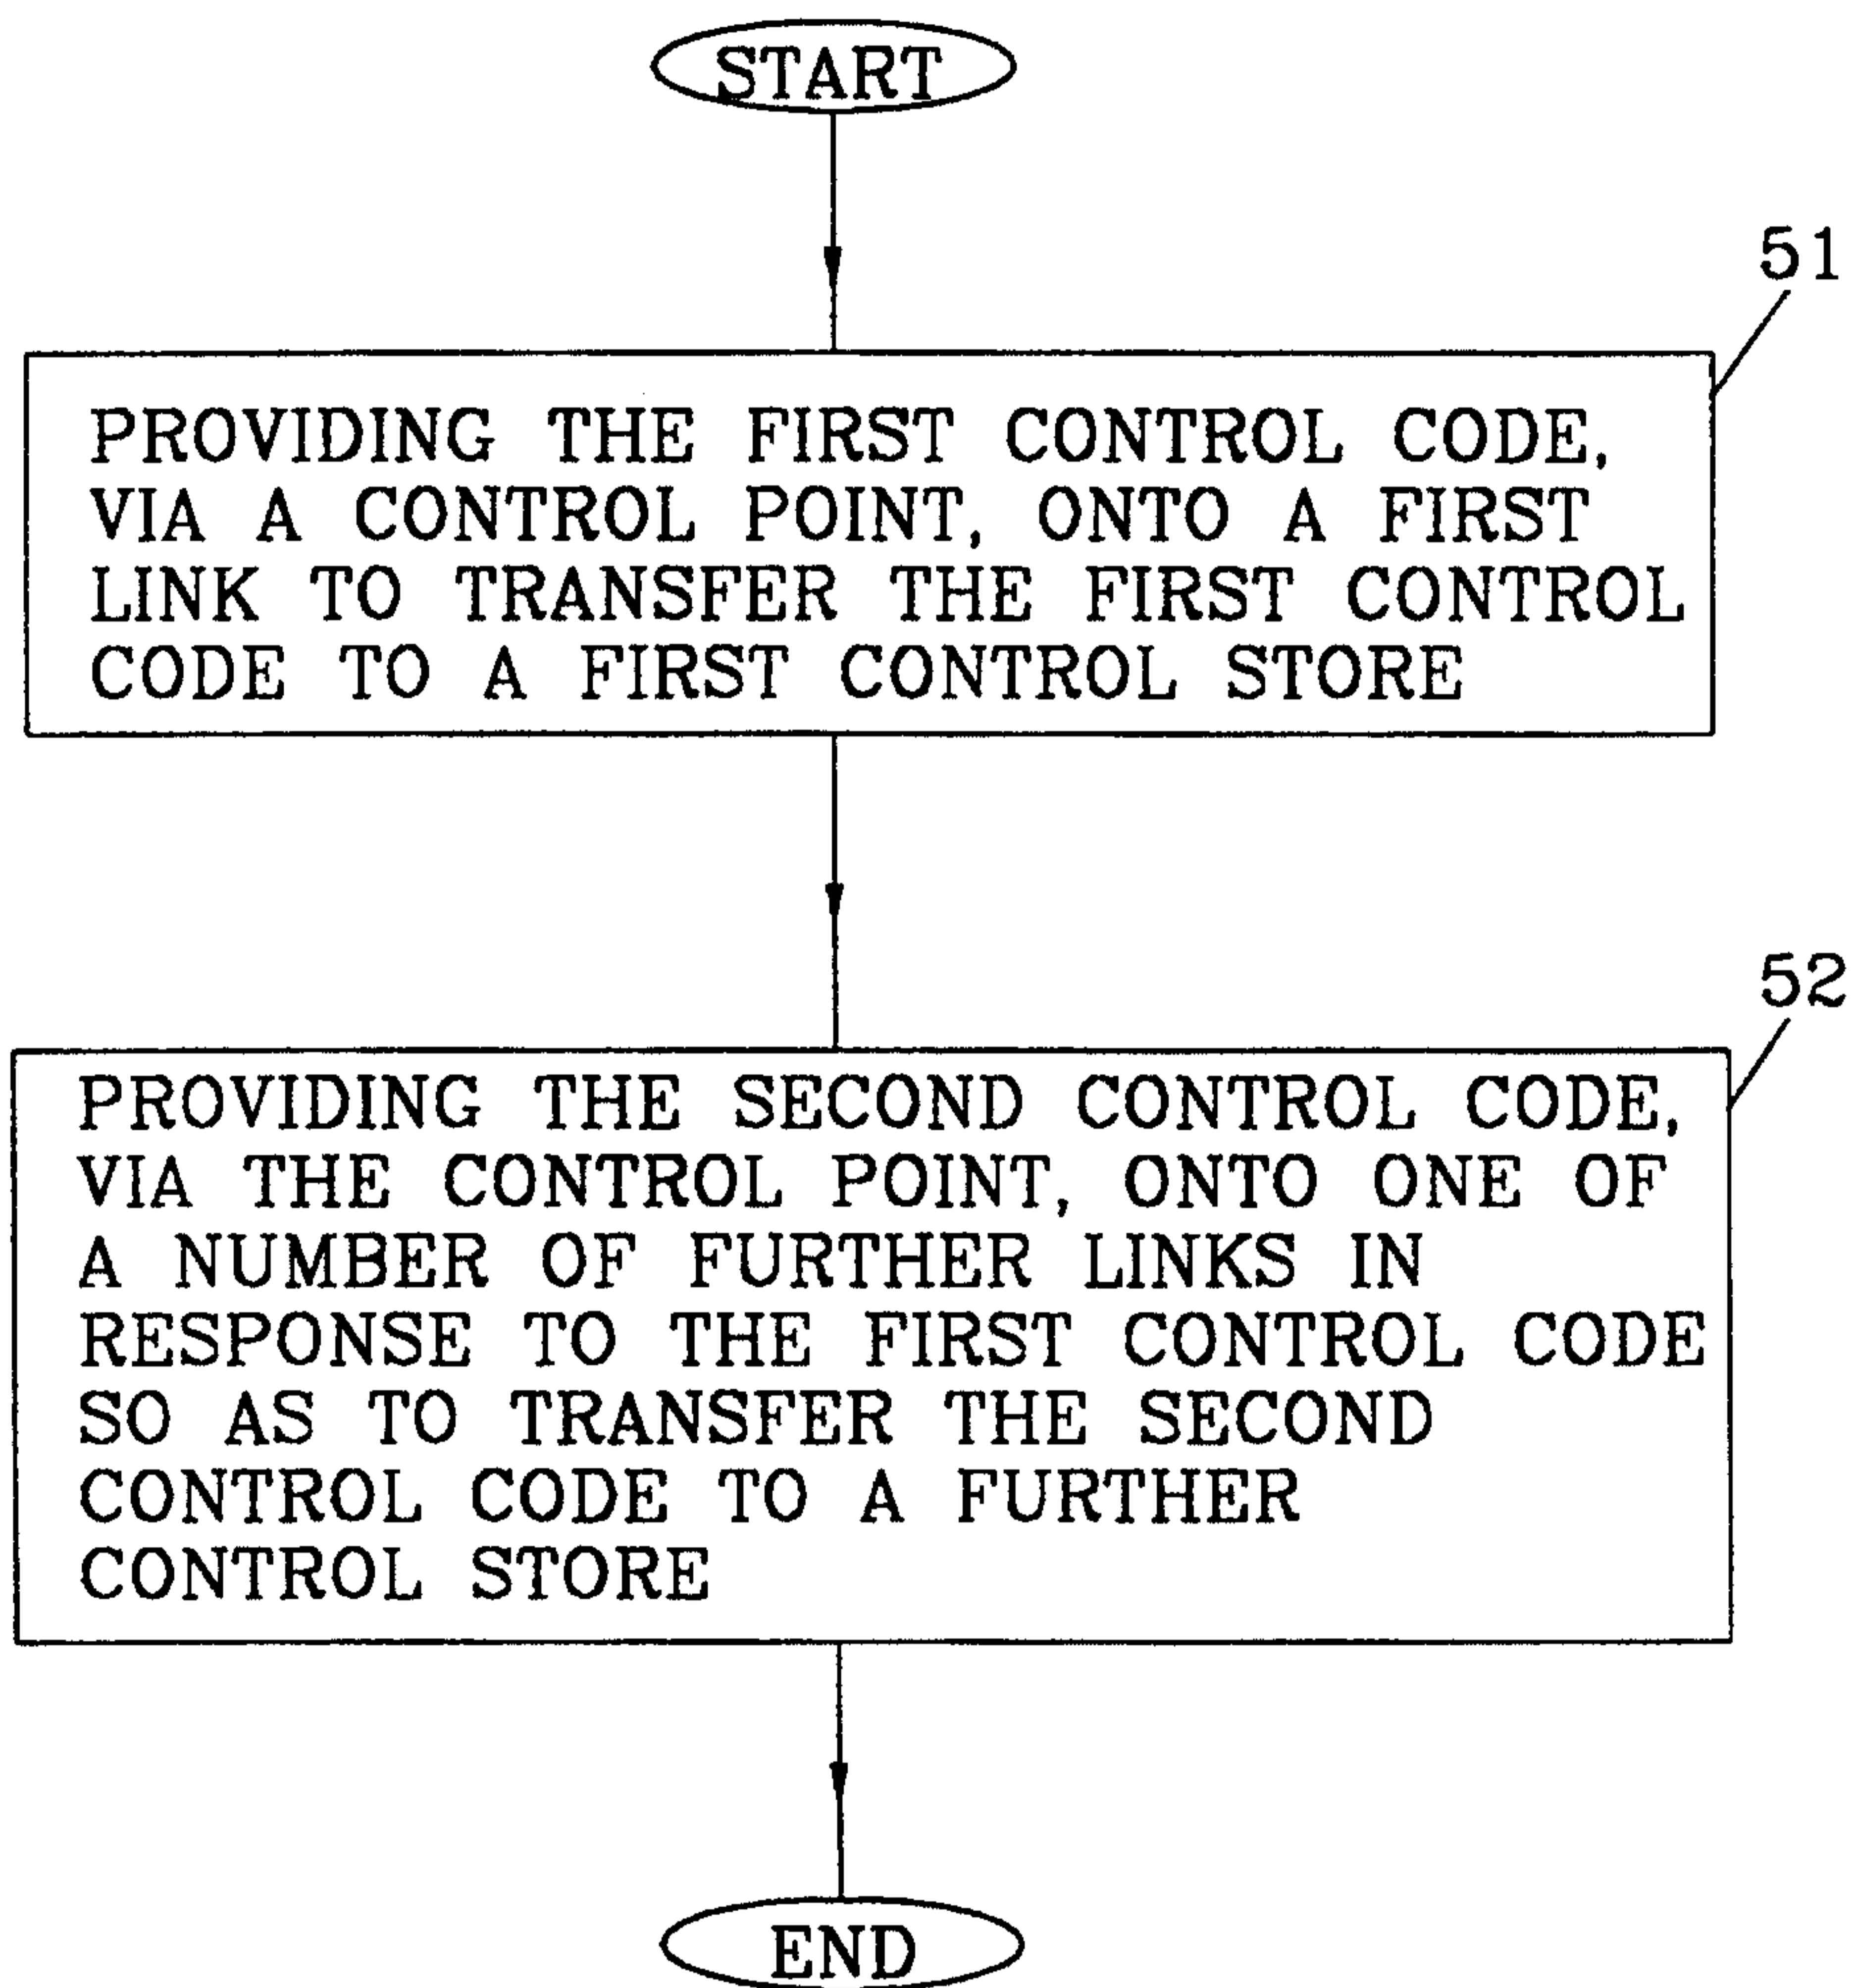 START
51
PROVIDING THE FIRST CONTROL CODE,
VIA A CONTROL POINT, ONTO A FIRST
LINK TO TRANSFER THE FIRST CONTROL
CODE TO A FIRST CONTROL STORE
52
PROVIDING THE SECOND CONTROL CODE,
VIA THE CONTROL POINT, ONTO ONE OF
A NUMBER OF FURTHER LINKS IN
RESPONSE TO THE FIRST CONTROL CODE
SO AS TO TRANSFER THE SECOND
CONTROL CODE TO A FURTHER
CONTROL STORE
END